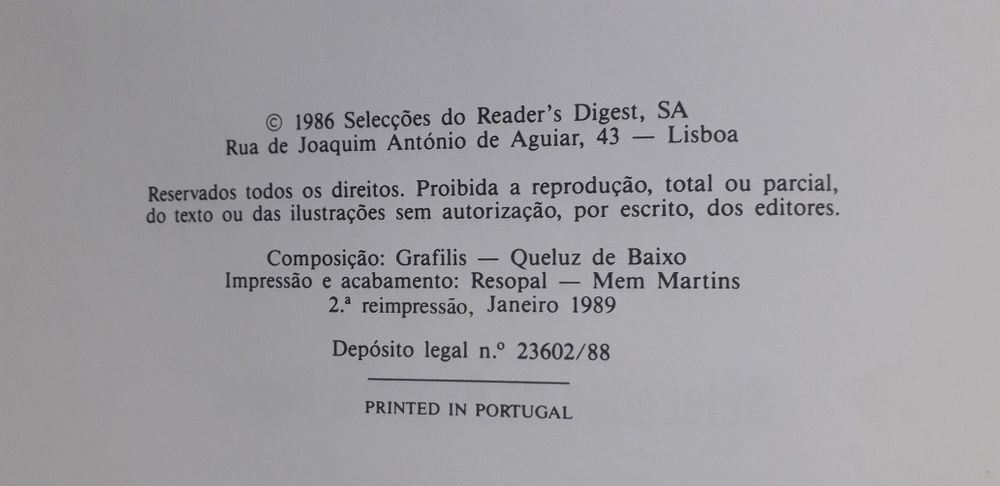 © 1986 Selecções do Reader's Digest, SA
Rua de Joaquim António de Aguiar, 43 — Lisboa
Reservados todos os direitos. Proibida a reprodução, total ou parcial,
do texto ou das ilustrações sem autorização, por escrito, dos editores.
Composição: Grafilis — Queluz de Baixo
Impressão e acabamento: Resopal — Mem Martins
2.ª reimpressão, Janeiro 1989
Depósito legal n.º 23602/88
PRINTED IN PORTUGAL